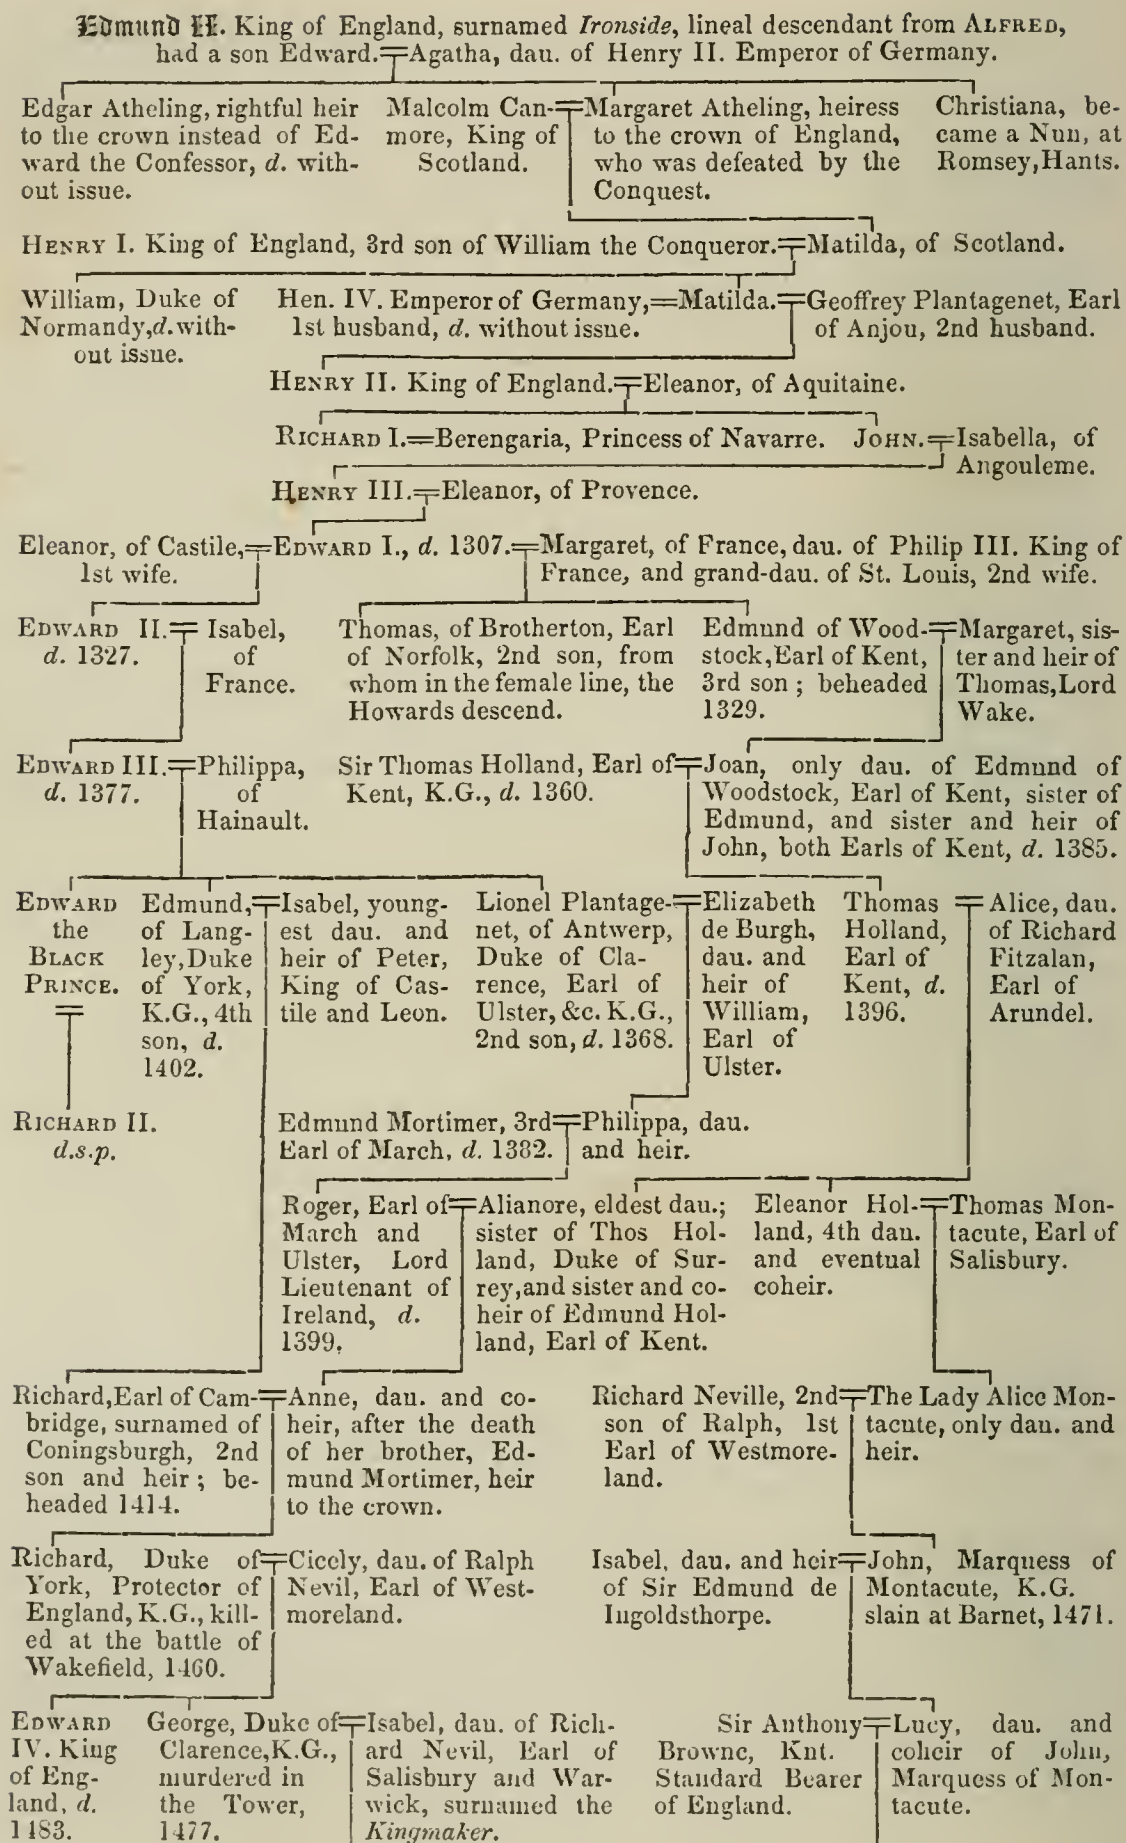 Edmund II. King of England, surnamed Ironside, lineal descendant from ALFRED,
had a son Edward.=Agatha, dau. of Henry II. Emperor of Germany.
Edgar Atheling, rightful heir
to the crown instead of Ed-
ward the Confessor, d. with-
out issue.
Malcolm Can-
more, King of
Scotland.
=Margaret Atheling, heiress
to the crown of England,
who was defeated by the
Conquest.
Christiana, be-
came a Nun, at
Romsey, Hants.
HENRY I. King of England, 3rd son of William the Conqueror.=Matilda, of Scotland.
William, Duke of
Normandy, d. with-
out issue.
Hen. IV. Emperor of Germany,=Matilda.=Geoffrey Plantagenet, Earl
1st husband, d. without issue.
of Anjou, 2nd husband.
HENRY II. King of England.=Eleanor, of Aquitaine.
RICHARD I.=Berengaria, Princess of Navarre.
JOHN.=Isabella, of
Angouleme.
HENRY III.=Eleanor, of Provence.
Eleanor, of Castile,=EDWARD I., d. 1307.=Margaret, of France, dau. of Philip III. King of
1st wife.
France, and grand-dau. of St. Louis, 2nd wife.
EDWARD II.=
d. 1327.
Isabel,
of
France.
Thomas, of Brotherton, Earl
of Norfolk, 2nd son, from
whom in the female line, the
Howards descend.
Edmund of Wood-
stock, Earl of Kent,
3rd son ; beheaded
1329.
=Margaret, sis-
ter and heir of
Thomas, Lord
Wake.
EDWARD III.=
d. 1377.
Philippa,
of
Hainault.
Sir Thomas Holland, Earl of
Kent, K.G., d. 1360.
=Joan, only dau. of Edmund of
Woodstock, Earl of Kent, sister of
Edmund, and sister and heir of
John, both Earls of Kent, d. 1385.
EDWARD
the
BLACK
PRINCE.
=
Edmund,
of Lang-
ley, Duke
of York,
K.G., 4th
son, d.
1402.
=Isabel, young-
est dau. and
heir of Peter,
King of Cas-
tile and Leon.
Lionel Plantage-
net, of Antwerp,
Duke of Cla-
rence, Earl of
Ulster, &c. K.G.,
2nd son, d. 1368.
=Elizabeth
de Burgh,
dau. and
heir of
William,
Earl of
Ulster.
Thomas
Holland,
Earl of
Kent, d.
1396.
=Alice, dau.
of Richard
Fitzalan,
Earl of
Arundel.
RICHARD II.
d.s.p.
Edmund Mortimer, 3rd
Earl of March, d. 1382.
=Philippa, dau.
and heir.
Roger, Earl of
March and
Ulster, Lord
Lieutenant of
Ireland, d.
1399.
=Alianore, eldest dau.;
sister of Thos Hol-
land, Duke of Sur-
rey, and sister and co-
heir of Edmund Hol-
land, Earl of Kent.
Eleanor Hol-
land, 4th dau.
and eventual
coheir.
=Thomas Mon-
tacute, Earl of
Salisbury.
Richard, Earl of Cam-
bridge, surnamed of
Coningsburgh, 2nd
son and heir ; be-
headed 1414.
=Anne, dau. and co-
heir, after the death
of her brother, Ed-
mund Mortimer, heir
to the crown.
Richard Neville, 2nd
son of Ralph, 1st
Earl of Westmore-
land.
=The Lady Alice Mon-
tacute, only dau. and
heir.
Richard, Duke of
York, Protector of
England, K.G., kill-
ed at the battle of
Wakefield, 1460.
=Cicely, dau. of Ralph
Nevil, Earl of West-
moreland.
Isabel, dau. and heir
of Sir Edmund de
Ingoldsthorpe.
=John, Marquess of
Montacute, K.G.
slain at Barnet, 1471.
EDWARD
IV. King
of Eng-
land, d.
1483.
George, Duke of
Clarence, K.G.,
murdered in
the Tower,
1477.
=Isabel, dau. of Rich-
ard Nevil, Earl of
Salisbury and War-
wick, surnamed the
Kingmaker.
Sir Anthony
Browne, Knt.
Standard Bearer
of England.
=Lucy, dau. and
coheir of John,
Marquess of Mon-
tacute.